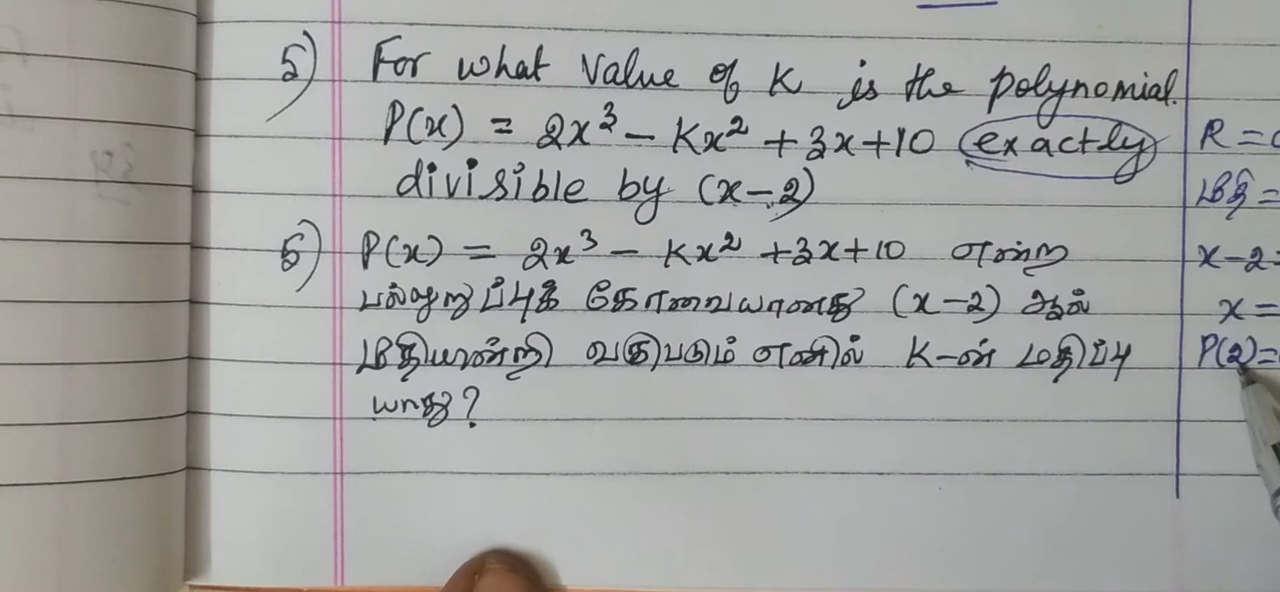 5) For what value of K is the polynomial.
P(x) = 2x³ - Kx² + 3x + 10 exactly
divisible by (x-2)
5) P(x) = 2x³ - Kx² + 3x + 10 என்ற
பல்லுறுப்புக் கோவையானது (x-2) ஆல்
மீதியின்றி வகுபடும் எனில் K-ன் மதிப்பு
யாது?
R =
மீதி =
x-2
x =
P(2) =